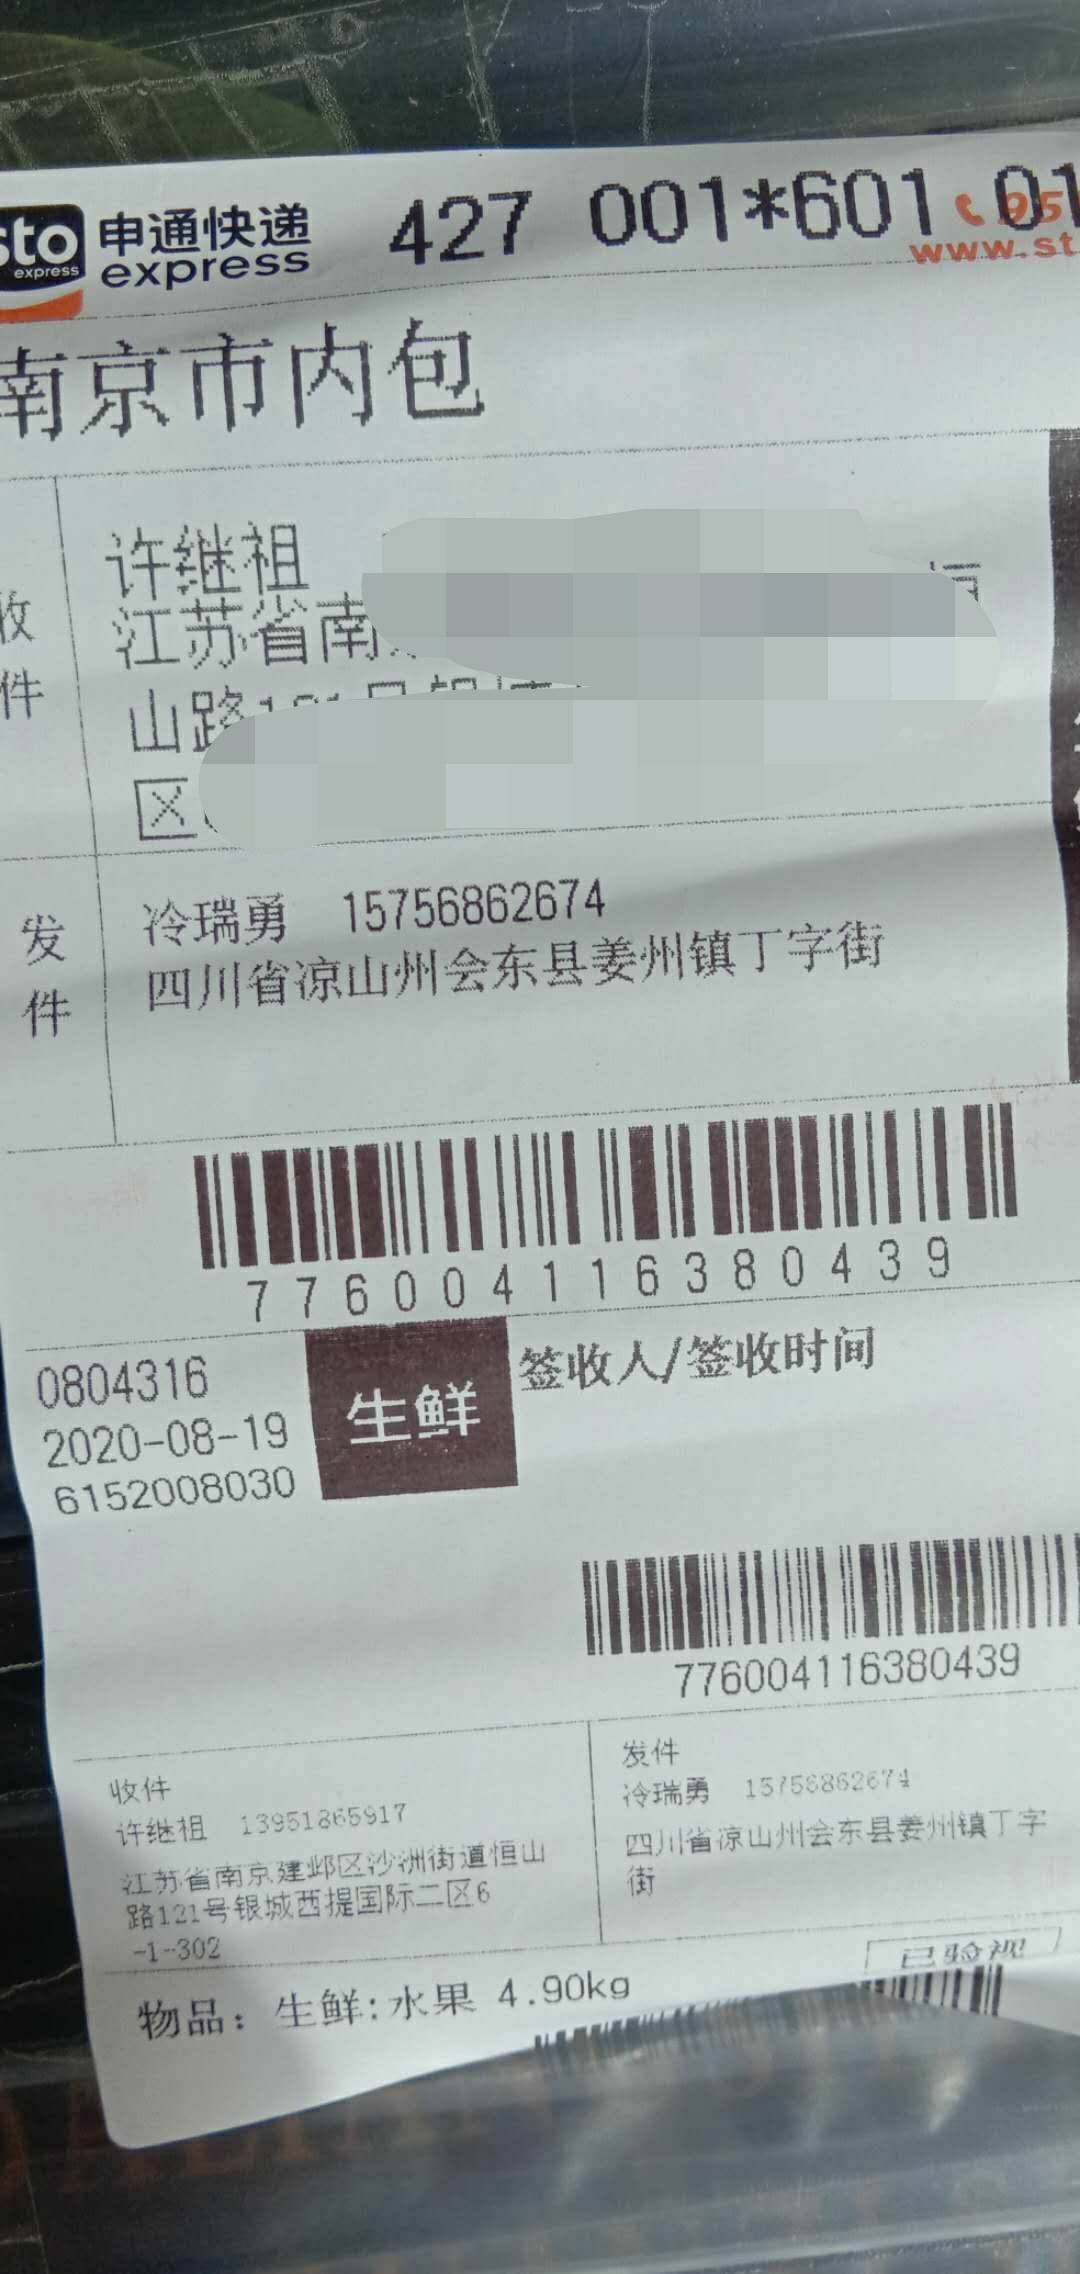 sto express
申通快递
express
427 001*601 01
95
www.st
南京市内包
收件
许继祖
江苏省南
山路
区
发件
冷瑞勇 15756862674
四川省凉山州会东县姜州镇丁字街
776004116380439
0804316
2020-08-19
6152008030
生鲜
签收人/签收时间
776004116380439
收件
许继祖 13951865917
江苏省南京建邺区沙洲街道恒山
路121号银城西提国际二区6
-1-302
发件
冷瑞勇 15756862674
四川省凉山州会东县姜州镇丁字
街
已验视
物品：生鲜:水果 4.90kg